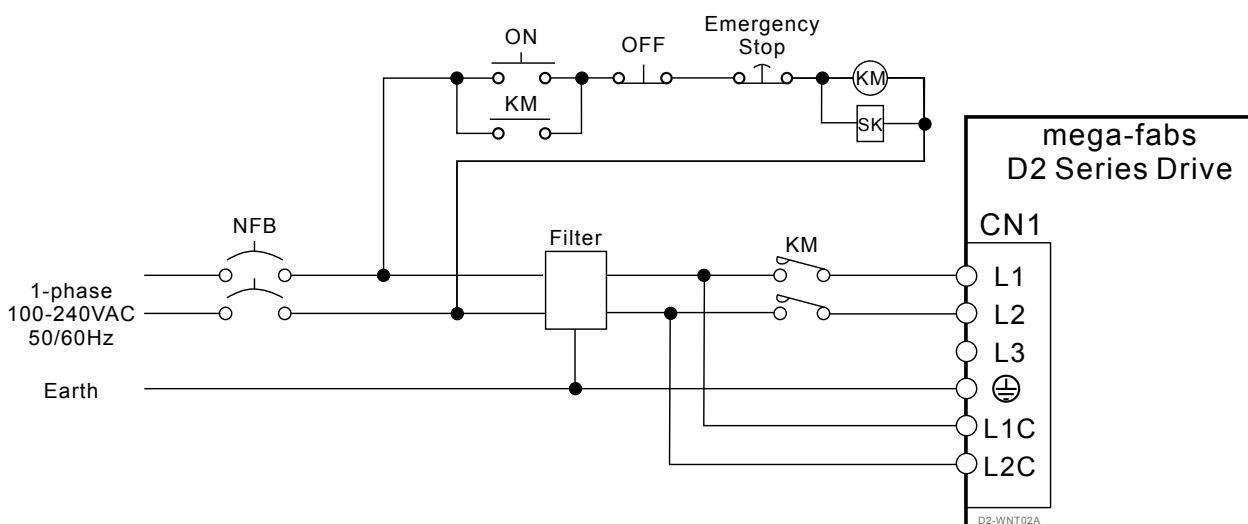 ON
OFF
Emergency
Stop
KM
KM
SK
mega-fabs
D2 Series Drive
CN1
NFB
Filter
KM
1-phase
100-240VAC
50/60Hz
Earth
L1
L2
L3
L1C
L2C
D2-WNT02A